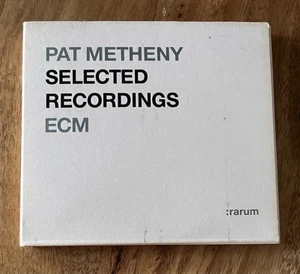 PAT METHENY
SELECTED
RECORDINGS
ECM
:rarum